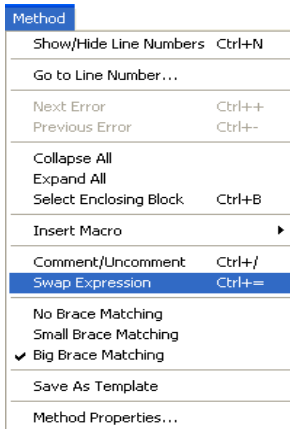 Method
Show/Hide Line Numbers Ctrl+N
Go to Line Number...
Next Error Ctrl++
Previous Error Ctrl+-
Collapse All
Expand All
Select Enclosing Block Ctrl+B
Insert Macro
Comment/Uncomment Ctrl+/
Swap Expression Ctrl+=
No Brace Matching
Small Brace Matching
Big Brace Matching
Save As Template
Method Properties...